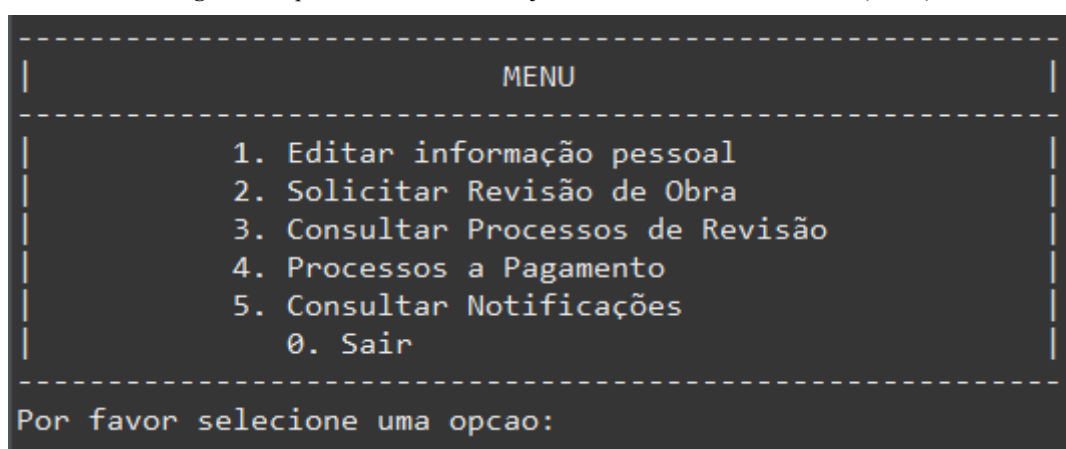 -----------------------------------------------------------
| MENU |
-----------------------------------------------------------
| 1. Editar informação pessoal |
| 2. Solicitar Revisão de Obra |
| 3. Consultar Processos de Revisão |
| 4. Processos a Pagamento |
| 5. Consultar Notificações |
| 0. Sair |
-----------------------------------------------------------
Por favor selecione uma opcao: